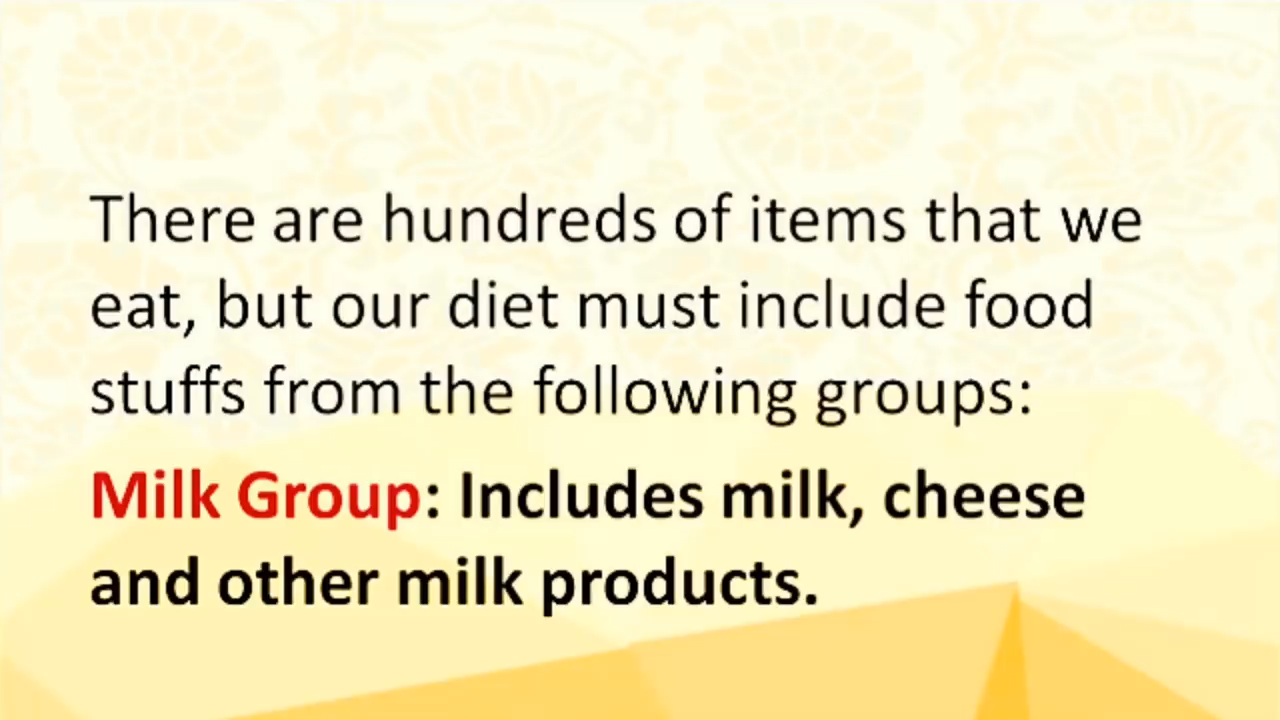 There are hundreds of items that we
eat, but our diet must include food
stuffs from the following groups:
Milk Group: Includes milk, cheese
and other milk products.